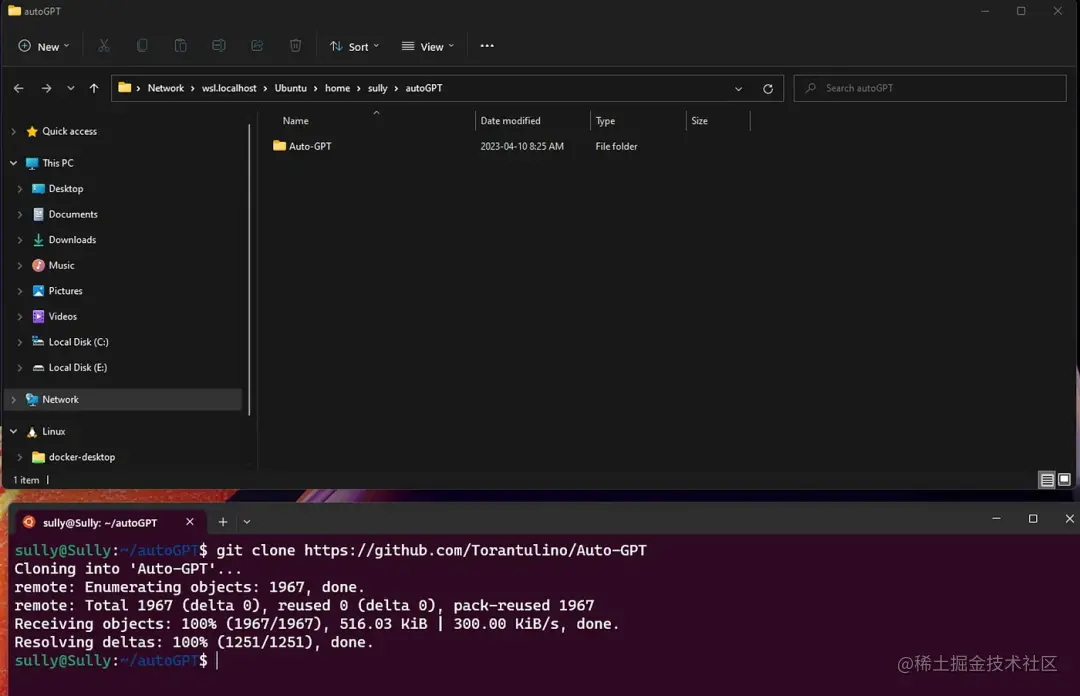 autoGPT
New
Sort
View
Network > wsl.localhost > Ubuntu > home > sully > autoGPT
Search autoGPT
Name Date modified Type Size
Auto-GPT 2023-04-10 8:25 AM File folder
Quick access
This PC
Desktop
Documents
Downloads
Music
Pictures
Videos
Local Disk (C:)
Local Disk (E:)
Network
Linux
docker-desktop
1 item
sully@Sully: ~/autoGPT
sully@Sully:~/autoGPT$ git clone https://github.com/Torantulino/Auto-GPT
Cloning into 'Auto-GPT'...
remote: Enumerating objects: 1967, done.
remote: Total 1967 (delta 0), reused 0 (delta 0), pack-reused 1967
Receiving objects: 100% (1967/1967), 516.03 KiB | 300.00 KiB/s, done.
Resolving deltas: 100% (1251/1251), done.
sully@Sully:~/autoGPT$
@稀土掘金技术社区